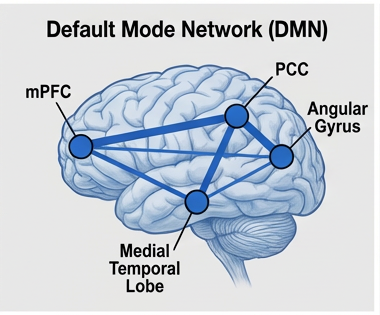 Default Mode Network (DMN)
PCC
mPFC
Angular
Gyrus
Medial
Temporal
Lobe